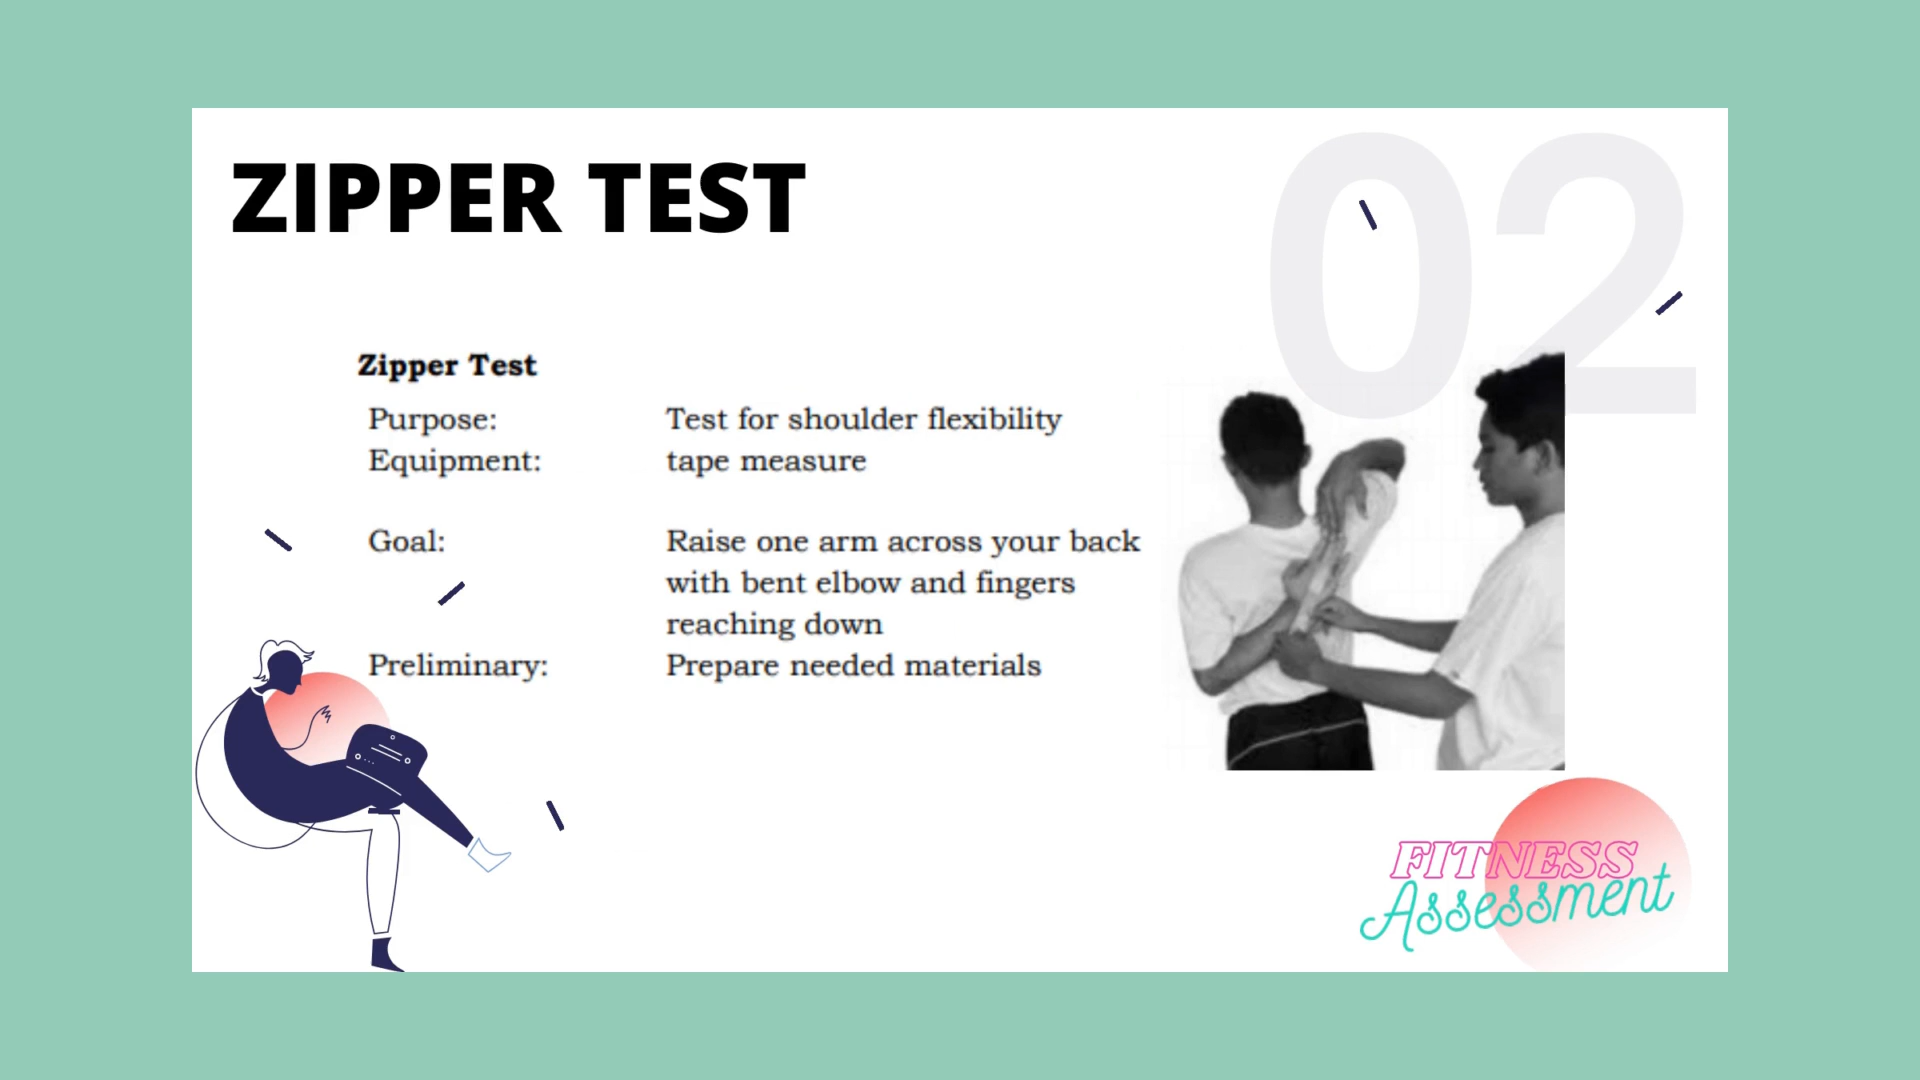 ZIPPER TEST
02
Zipper Test
Purpose: Test for shoulder flexibility
Equipment: tape measure
Goal: Raise one arm across your back
with bent elbow and fingers
reaching down
Preliminary: Prepare needed materials
FITNESS
Assessment